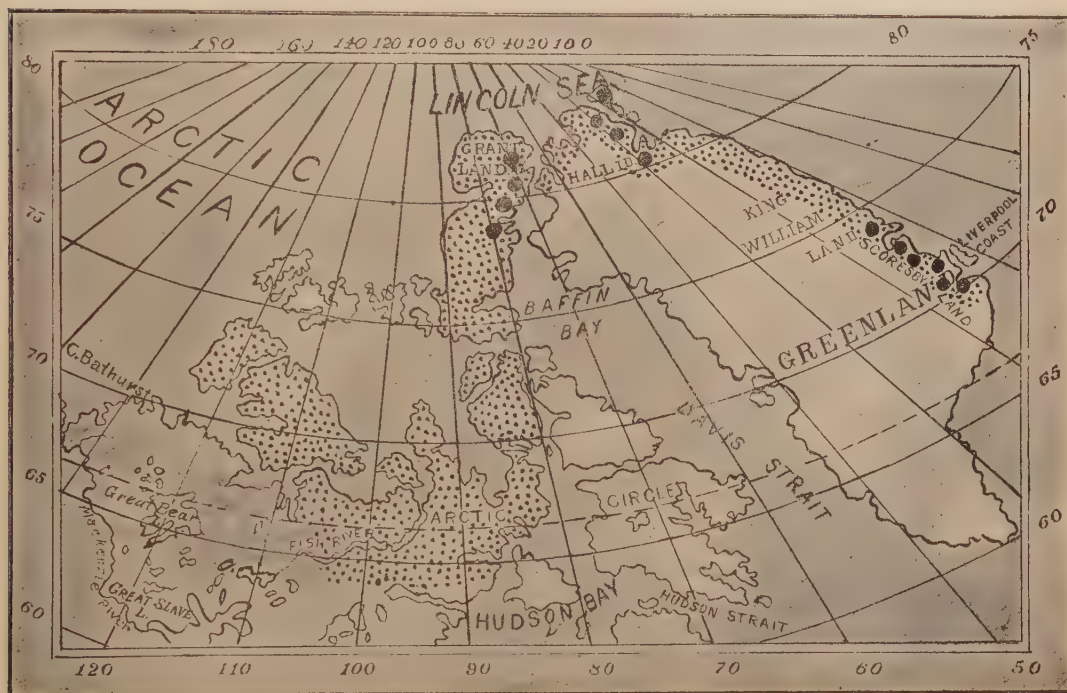 180 160 140 120 100 80 60 40 20 10 0
80
75
80
ARCTIC
OCEAN
LINCOLN SEA
GRANT
LAND
HALL ID
KING
WILLIAM
LAND
SCORESBY
LAND
LIVERPOOL
COAST
70
75
BAFFIN
BAY
GREENLAND
65
70
C. Bathurst
DAVIS STRAIT
65
Great Bear
CIRCLE
ARCTIC
FISH RIVER
60
Mackenzie
River
GREAT SLAVE
L.
HUDSON BAY
HUDSON STRAIT
60
120 110 100 90 80 70 60 50